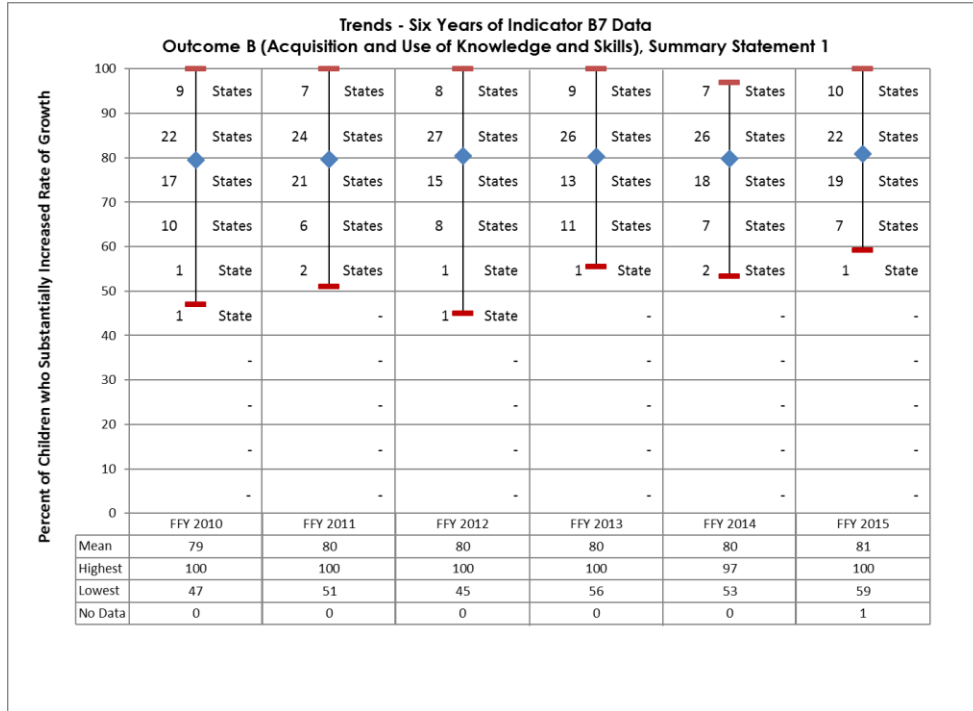 Trends - Six Years of Indicator B7 Data
Outcome B (Acquisition and Use of Knowledge and Skills), Summary Statement 1
Percent of Children who Substantially Increased Rate of Growth
100
9 States 7 States 8 States 9 States 7 States 10 States
90
22 States 24 States 27 States 26 States 26 States 22 States
80
17 States 21 States 15 States 13 States 18 States 19 States
70
10 States 6 States 8 States 11 States 7 States 7 States
60
1 State 2 States 1 State 1 State 2 States 1 State
50
1 State - 1 State - - -
40
- - - - - -
30
- - - - - -
20
- - - - - -
10
- - - - - -
0
FFY 2010 FFY 2011 FFY 2012 FFY 2013 FFY 2014 FFY 2015
Mean 79 80 80 80 80 81
Highest 100 100 100 100 97 100
Lowest 47 51 45 56 53 59
No Data 0 0 0 0 0 1